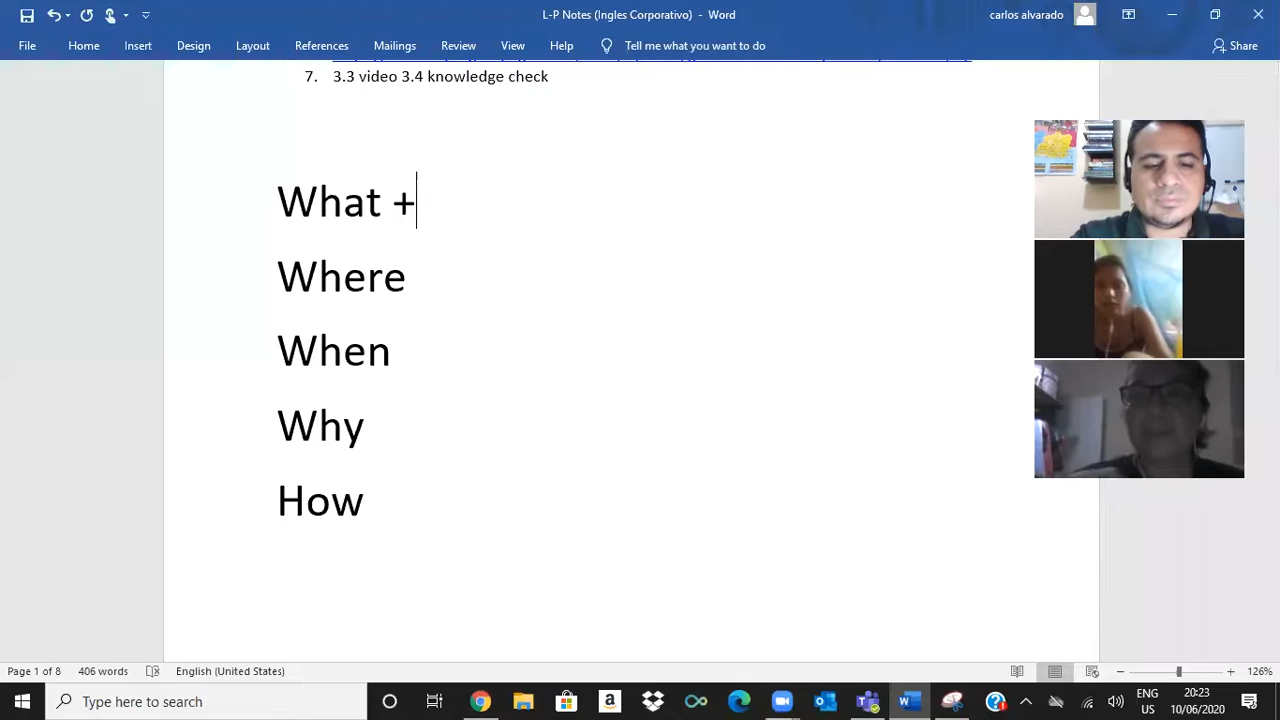 L-P Notes (Ingles Corporativo) - Word
carlos alvarado
File Home Insert Design Layout References Mailings Review View Help Tell me what you want to do Share
7. 3.3 video 3.4 knowledge check
What +
Where
When
Why
How
Page 1 of 8 406 words English (United States) 126%
Type here to search
ENG
US
20:23
10/06/2020